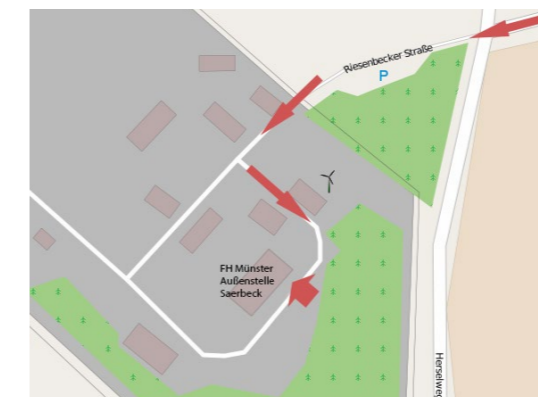 Riesenbecker Straße
P
FH Münster
Außenstelle
Saerbeck
Herselweg